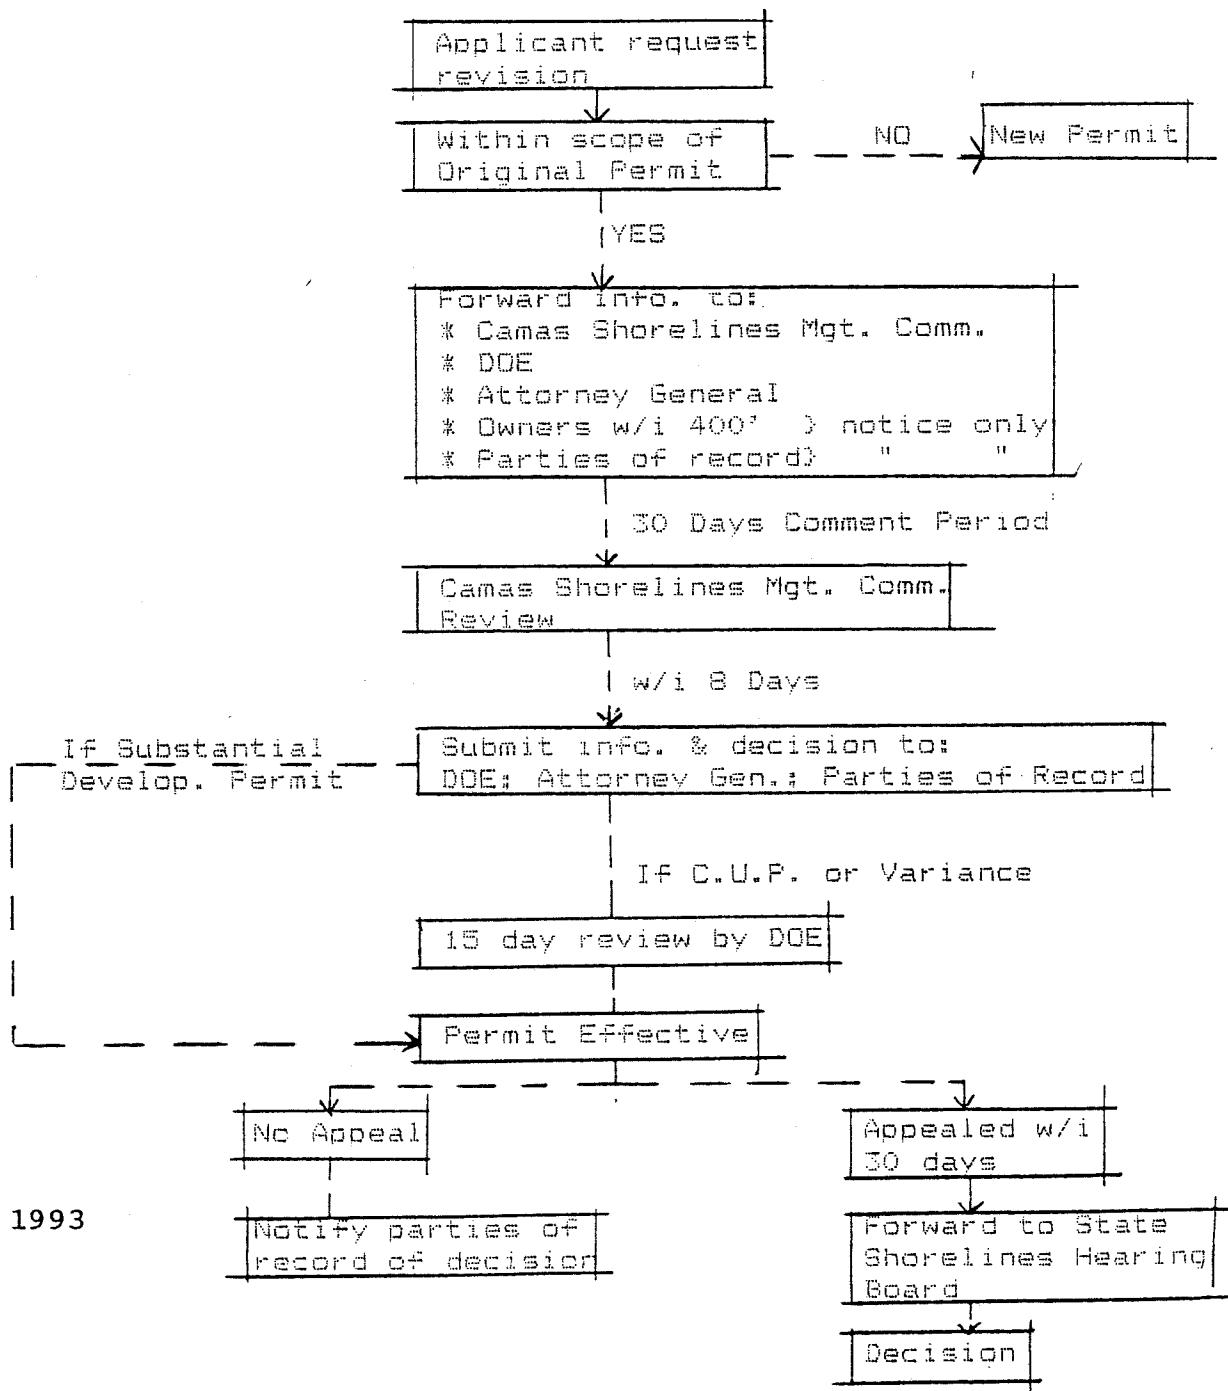 Applicant request
revision
Within scope of
Original Permit
NO
New Permit
YES
Forward info. to:
* Camas Shorelines Mgt. Comm.
* DOE
* Attorney General
* Owners w/i 400' } notice only
* Parties of record} " "
30 Days Comment Period
Camas Shorelines Mgt. Comm.
Review
w/i 8 Days
If Substantial
Develop. Permit
Submit info. & decision to:
DOE; Attorney Gen.; Parties of Record
If C.U.P. or Variance
15 day review by DOE
Permit Effective
No Appeal
Appealed w/i
30 days
1993
Notify parties of
record of decision
Forward to State
Shorelines Hearing
Board
Decision